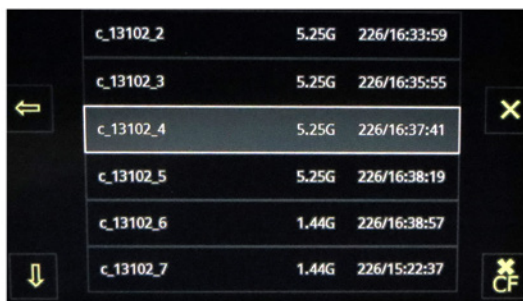 c_13102_2 5.25G 226/16:33:59
c_13102_3 5.25G 226/16:35:55
c_13102_4 5.25G 226/16:37:41
c_13102_5 5.25G 226/16:38:19
c_13102_6 1.44G 226/16:38:57
c_13102_7 1.44G 226/15:22:37
CF